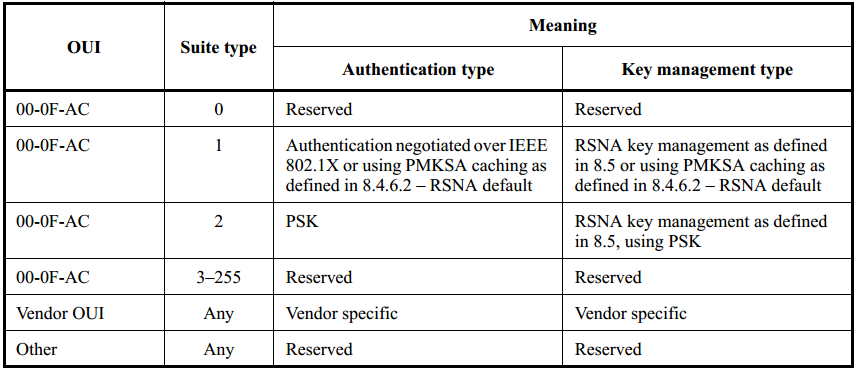 OUI Suite type Meaning
Authentication type Key management type
00-0F-AC 0 Reserved Reserved
00-0F-AC 1 Authentication negotiated over IEEE RSNA key management as defined
802.1X or using PMKSA caching as in 8.5 or using PMKSA caching as
defined in 8.4.6.2 – RSNA default defined in 8.4.6.2 – RSNA default
00-0F-AC 2 PSK RSNA key management as defined
in 8.5, using PSK
00-0F-AC 3–255 Reserved Reserved
Vendor OUI Any Vendor specific Vendor specific
Other Any Reserved Reserved